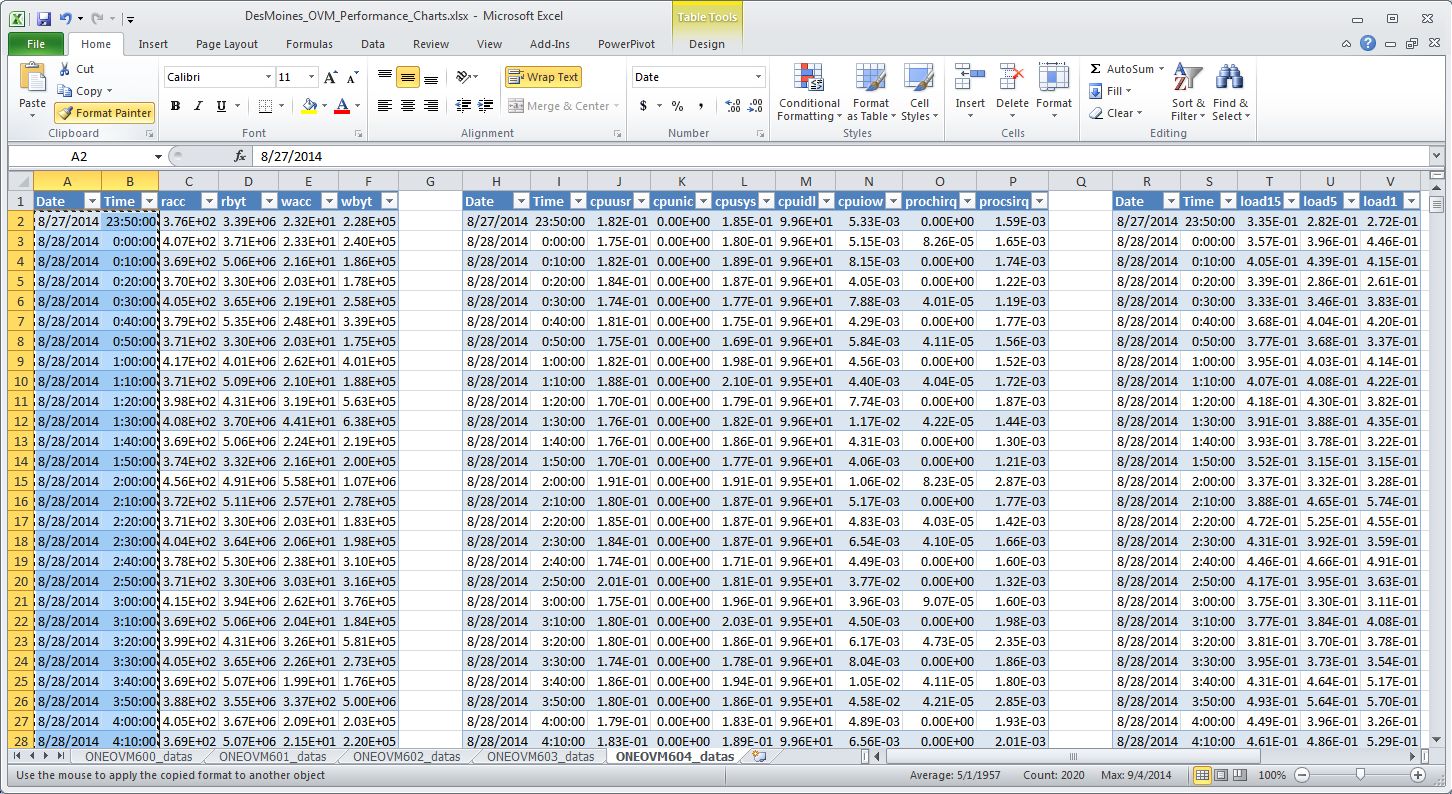 DesMoines_OVM_Performance_Charts.xlsx - Microsoft Excel
Table Tools
File Home Insert Page Layout Formulas Data Review View Add-Ins PowerPivot Design
Paste
Cut
Copy
Format Painter
Clipboard
Calibri 11
B I U
Font
Wrap Text
Merge & Center
Alignment
Date
$ % ,
Number
Conditional Formatting
Format as Table
Cell Styles
Styles
Insert Delete Format
Cells
AutoSum
Fill
Clear
Sort & Filter
Find & Select
Editing
A2 fx 8/27/2014
A B C D E F G H I J K L M N O P Q R S T U V
1 Date Time racc rbyt wacc wbyt Date Time cpuusr cpunic cpusys cpuidl cpuiow prochirq procsirq Date Time load15 load5 load1
2 8/27/2014 23:50:00 3.76E+02 3.39E+06 2.32E+01 2.28E+05 8/27/2014 23:50:00 1.82E-01 0.00E+00 1.85E-01 9.96E+01 5.33E-03 0.00E+00 1.59E-03 8/27/2014 23:50:00 3.35E-01 2.82E-01 2.72E-01
3 8/28/2014 0:00:00 4.07E+02 3.71E+06 2.33E+01 2.40E+05 8/28/2014 0:00:00 1.75E-01 0.00E+00 1.80E-01 9.96E+01 5.15E-03 8.26E-05 1.65E-03 8/28/2014 0:00:00 3.57E-01 3.96E-01 4.46E-01
4 8/28/2014 0:10:00 3.69E+02 5.06E+06 2.16E+01 1.86E+05 8/28/2014 0:10:00 1.82E-01 0.00E+00 1.89E-01 9.96E+01 8.15E-03 0.00E+00 1.74E-03 8/28/2014 0:10:00 4.05E-01 4.39E-01 4.15E-01
5 8/28/2014 0:20:00 3.70E+02 3.30E+06 2.03E+01 1.78E+05 8/28/2014 0:20:00 1.84E-01 0.00E+00 1.87E-01 9.96E+01 4.05E-03 0.00E+00 1.22E-03 8/28/2014 0:20:00 3.39E-01 2.86E-01 2.61E-01
6 8/28/2014 0:30:00 4.05E+02 3.65E+06 2.19E+01 2.58E+05 8/28/2014 0:30:00 1.74E-01 0.00E+00 1.77E-01 9.96E+01 7.88E-03 4.01E-05 1.19E-03 8/28/2014 0:30:00 3.33E-01 3.46E-01 3.83E-01
7 8/28/2014 0:40:00 3.79E+02 5.35E+06 2.48E+01 3.39E+05 8/28/2014 0:40:00 1.81E-01 0.00E+00 1.75E-01 9.96E+01 4.29E-03 0.00E+00 1.77E-03 8/28/2014 0:40:00 3.68E-01 4.04E-01 4.20E-01
8 8/28/2014 0:50:00 3.71E+02 3.30E+06 2.03E+01 1.75E+05 8/28/2014 0:50:00 1.75E-01 0.00E+00 1.69E-01 9.96E+01 5.84E-03 4.11E-05 1.56E-03 8/28/2014 0:50:00 3.77E-01 3.68E-01 3.37E-01
9 8/28/2014 1:00:00 4.17E+02 4.01E+06 2.62E+01 4.01E+05 8/28/2014 1:00:00 1.82E-01 0.00E+00 1.98E-01 9.96E+01 4.56E-03 0.00E+00 1.52E-03 8/28/2014 1:00:00 3.95E-01 4.03E-01 4.14E-01
10 8/28/2014 1:10:00 3.71E+02 5.09E+06 2.10E+01 1.88E+05 8/28/2014 1:10:00 1.88E-01 0.00E+00 2.10E-01 9.95E+01 4.40E-03 4.04E-05 1.72E-03 8/28/2014 1:10:00 4.07E-01 4.08E-01 4.22E-01
11 8/28/2014 1:20:00 3.98E+02 4.31E+06 3.19E+01 5.63E+05 8/28/2014 1:20:00 1.70E-01 0.00E+00 1.79E-01 9.96E+01 7.74E-03 0.00E+00 1.87E-03 8/28/2014 1:20:00 4.18E-01 4.30E-01 3.82E-01
12 8/28/2014 1:30:00 4.08E+02 3.70E+06 4.41E+01 6.38E+05 8/28/2014 1:30:00 1.76E-01 0.00E+00 1.82E-01 9.96E+01 1.17E-02 4.22E-05 1.44E-03 8/28/2014 1:30:00 3.91E-01 3.88E-01 4.35E-01
13 8/28/2014 1:40:00 3.69E+02 5.06E+06 2.24E+01 2.19E+05 8/28/2014 1:40:00 1.76E-01 0.00E+00 1.86E-01 9.96E+01 4.31E-03 0.00E+00 1.30E-03 8/28/2014 1:40:00 3.93E-01 3.78E-01 3.22E-01
14 8/28/2014 1:50:00 3.74E+02 3.32E+06 2.16E+01 2.00E+05 8/28/2014 1:50:00 1.70E-01 0.00E+00 1.77E-01 9.96E+01 4.06E-03 0.00E+00 1.21E-03 8/28/2014 1:50:00 3.52E-01 3.15E-01 3.15E-01
15 8/28/2014 2:00:00 4.56E+02 4.91E+06 5.58E+01 1.07E+06 8/28/2014 2:00:00 1.91E-01 0.00E+00 1.91E-01 9.95E+01 1.06E-02 8.23E-05 2.87E-03 8/28/2014 2:00:00 3.37E-01 3.32E-01 3.28E-01
16 8/28/2014 2:10:00 3.72E+02 5.11E+06 2.57E+01 2.78E+05 8/28/2014 2:10:00 1.80E-01 0.00E+00 1.87E-01 9.96E+01 5.17E-03 0.00E+00 1.77E-03 8/28/2014 2:10:00 3.88E-01 4.65E-01 5.74E-01
17 8/28/2014 2:20:00 3.71E+02 3.30E+06 2.03E+01 1.83E+05 8/28/2014 2:20:00 1.85E-01 0.00E+00 1.87E-01 9.96E+01 4.83E-03 4.03E-05 1.42E-03 8/28/2014 2:20:00 4.72E-01 5.25E-01 4.55E-01
18 8/28/2014 2:30:00 4.04E+02 3.64E+06 2.06E+01 1.98E+05 8/28/2014 2:30:00 1.84E-01 0.00E+00 1.87E-01 9.96E+01 6.54E-03 4.10E-05 1.66E-03 8/28/2014 2:30:00 4.31E-01 3.92E-01 3.59E-01
19 8/28/2014 2:40:00 3.78E+02 5.30E+06 2.38E+01 3.10E+05 8/28/2014 2:40:00 1.74E-01 0.00E+00 1.71E-01 9.96E+01 4.49E-03 0.00E+00 1.60E-03 8/28/2014 2:40:00 4.46E-01 4.66E-01 4.91E-01
20 8/28/2014 2:50:00 3.71E+02 3.30E+06 3.03E+01 3.16E+05 8/28/2014 2:50:00 2.01E-01 0.00E+00 1.81E-01 9.95E+01 3.77E-02 0.00E+00 1.32E-03 8/28/2014 2:50:00 4.17E-01 3.95E-01 3.63E-01
21 8/28/2014 3:00:00 4.15E+02 3.94E+06 2.62E+01 3.76E+05 8/28/2014 3:00:00 1.75E-01 0.00E+00 1.96E-01 9.96E+01 3.96E-03 9.07E-05 1.60E-03 8/28/2014 3:00:00 3.75E-01 3.30E-01 3.11E-01
22 8/28/2014 3:10:00 3.69E+02 5.06E+06 2.04E+01 1.84E+05 8/28/2014 3:10:00 1.80E-01 0.00E+00 2.03E-01 9.95E+01 4.50E-03 0.00E+00 1.98E-03 8/28/2014 3:10:00 3.77E-01 3.84E-01 4.08E-01
23 8/28/2014 3:20:00 3.99E+02 4.31E+06 3.26E+01 5.81E+05 8/28/2014 3:20:00 1.80E-01 0.00E+00 1.86E-01 9.96E+01 6.17E-03 4.73E-05 2.35E-03 8/28/2014 3:20:00 3.81E-01 3.70E-01 3.78E-01
24 8/28/2014 3:30:00 4.05E+02 3.65E+06 2.26E+01 2.73E+05 8/28/2014 3:30:00 1.74E-01 0.00E+00 1.78E-01 9.96E+01 8.04E-03 0.00E+00 1.86E-03 8/28/2014 3:30:00 3.95E-01 3.73E-01 3.54E-01
25 8/28/2014 3:40:00 3.69E+02 5.07E+06 1.99E+01 1.76E+05 8/28/2014 3:40:00 1.86E-01 0.00E+00 1.94E-01 9.96E+01 1.05E-02 4.11E-05 1.80E-03 8/28/2014 3:40:00 4.31E-01 4.64E-01 5.17E-01
26 8/28/2014 3:50:00 3.88E+02 3.55E+06 3.37E+02 5.00E+06 8/28/2014 3:50:00 1.80E-01 0.00E+00 1.86E-01 9.95E+01 4.58E-02 4.21E-05 2.85E-03 8/28/2014 3:50:00 4.93E-01 5.64E-01 5.70E-01
27 8/28/2014 4:00:00 4.05E+02 3.67E+06 2.09E+01 2.03E+05 8/28/2014 4:00:00 1.79E-01 0.00E+00 1.83E-01 9.96E+01 4.89E-03 0.00E+00 1.93E-03 8/28/2014 4:00:00 4.49E-01 3.96E-01 3.26E-01
28 8/28/2014 4:10:00 3.69E+02 5.07E+06 2.15E+01 2.20E+05 8/28/2014 4:10:00 1.83E-01 0.00E+00 1.89E-01 9.96E+01 6.56E-03 0.00E+00 2.01E-03 8/28/2014 4:10:00 4.61E-01 4.86E-01 5.29E-01
ONEOVM600_datas ONEOVM601_datas ONEOVM602_datas ONEOVM603_datas ONEOVM604_datas
Use the mouse to apply the copied format to another object Average: 5/1/1957 Count: 2020 Max: 9/4/2014 100%